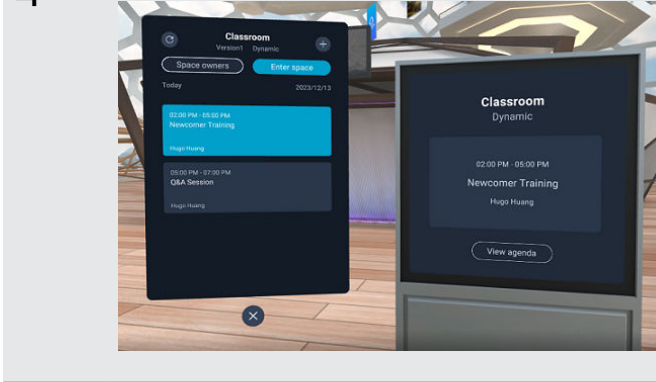 Classroom
Version1 Dynamic
Space owners
Enter space
Today
2023/12/13
02:00 PM - 05:00 PM
Newcomer Training
Hugo Huang
05:00 PM - 07:00 PM
Q&A Session
Hugo Huang
Classroom
Dynamic
02:00 PM - 05:00 PM
Newcomer Training
Hugo Huang
View agenda